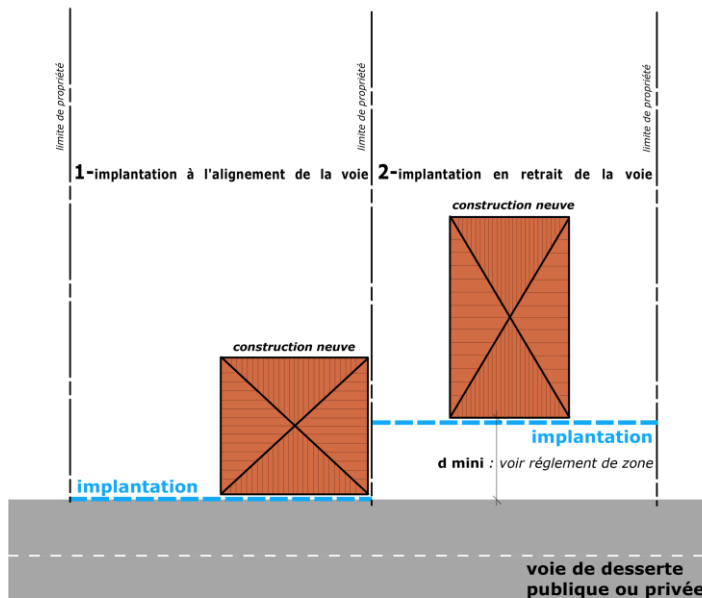 limite de propriété
limite de propriété
limite de propriété
1-implantation à l'alignement de la voie
2-implantation en retrait de la voie
construction neuve
construction neuve
implantation
d mini : voir réglement de zone
implantation
voie de desserte
publique ou privée